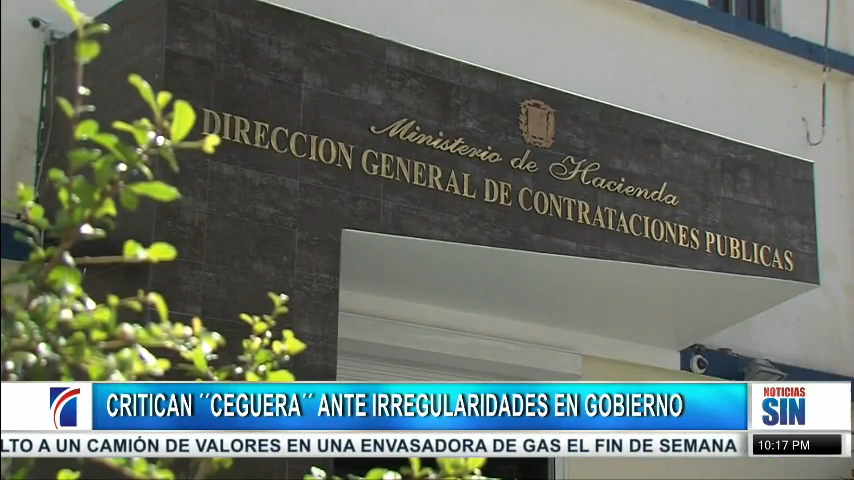 Ministerio de Hacienda
DIRECCION GENERAL DE CONTRATACIONES PUBLICAS
CRITICAN ´´CEGUERA´´ ANTE IRREGULARIDADES EN GOBIERNO
NOTICIAS
SIN
LTO A UN CAMIÓN DE VALORES EN UNA ENVASADORA DE GAS EL FIN DE SEMANA
10:17 PM